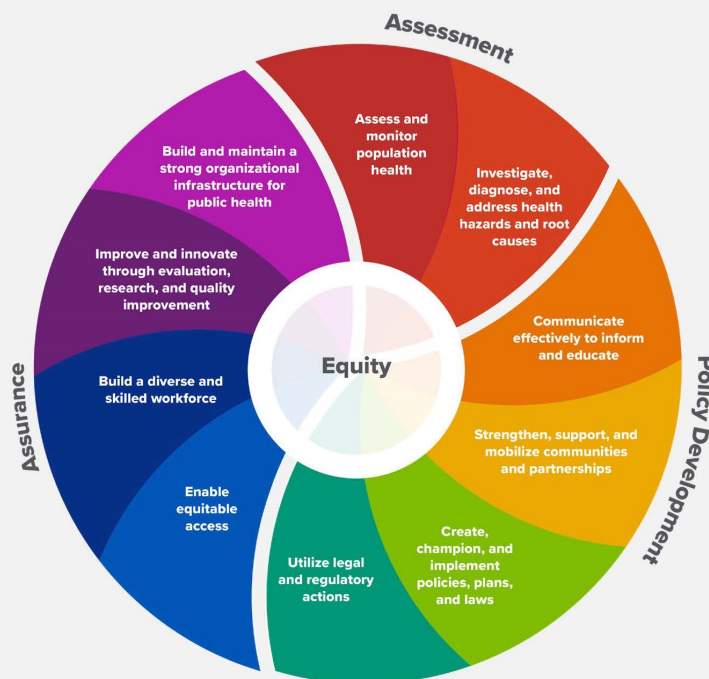 Assessment
Assess and
monitor
population
health
Investigate,
diagnose, and
address health
hazards and root
causes
Policy Development
Communicate
effectively to inform
and educate
Strengthen, support, and
mobilize communities
and partnerships
Create,
champion, and
implement
policies, plans,
and laws
Utilize legal
and regulatory
actions
Assurance
Enable
equitable
access
Build a diverse and
skilled workforce
Improve and innovate
through evaluation,
research, and quality
improvement
Build and maintain a
strong organizational
infrastructure for
public health
Equity